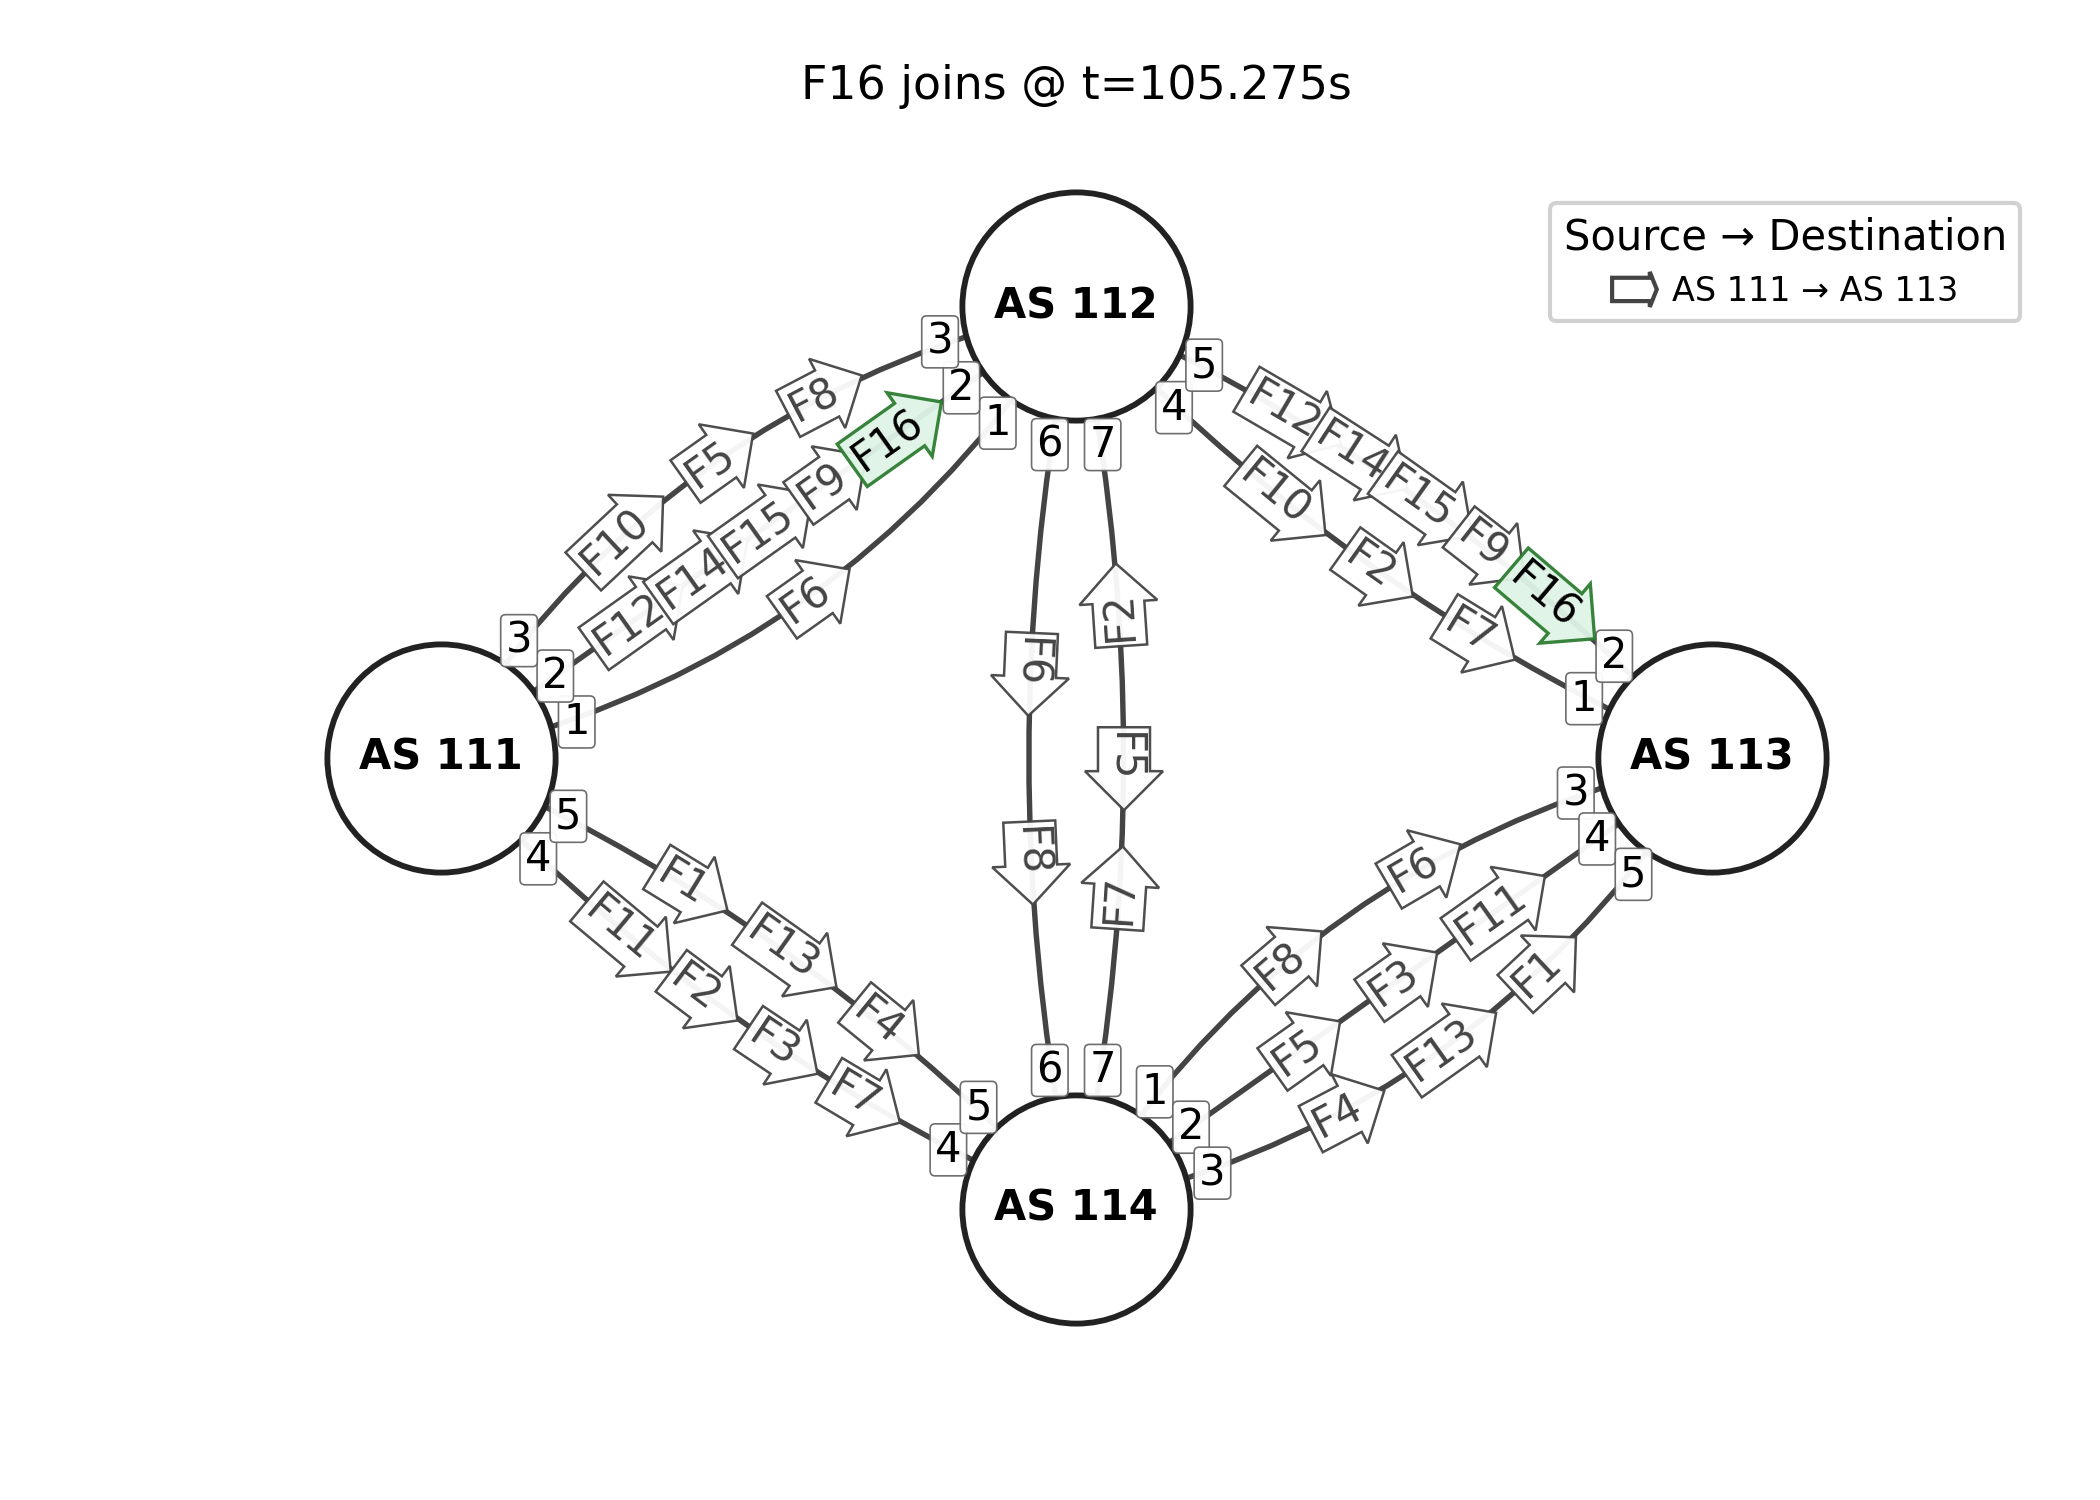 F16 joins @ t=105.275s
Source → Destination
AS 111 → AS 113
AS 112
3
2
1
6
7
4
5
F8
F5
F10
F16
F9
F15
F14
F12
F6
F12
F14
F15
F9
F16
F10
F2
F7
3
2
1
2
1
F6
F8
F2
F5
F7
AS 111
AS 113
5
4
3
4
5
F1
F13
F4
F11
F2
F3
F7
F6
F8
F11
F3
F5
F1
F13
F4
5
4
6
7
1
2
3
AS 114